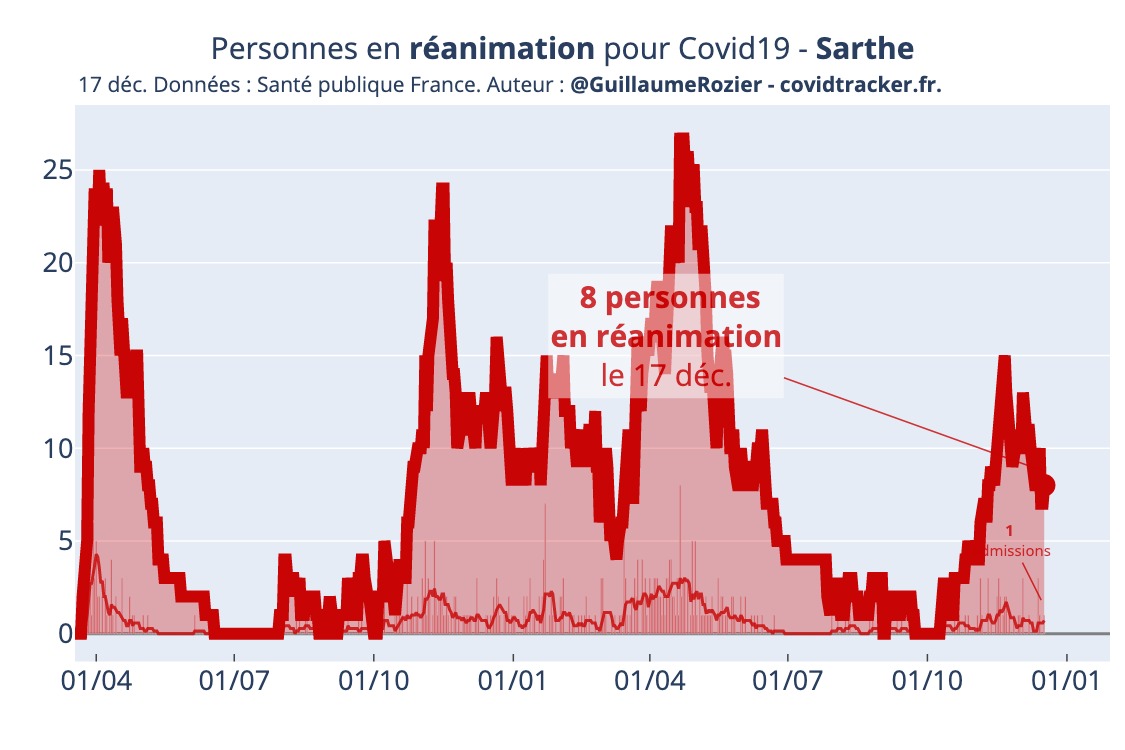 Personnes en réanimation pour Covid19 - Sarthe
17 déc. Données : Santé publique France. Auteur : @GuillaumeRozier - covidtracker.fr.
25
20
15
10
5
0
8 personnes
en réanimation
le 17 déc.
1
dmissions
01/04
01/07
01/10
01/01
01/04
01/07
01/10
01/01